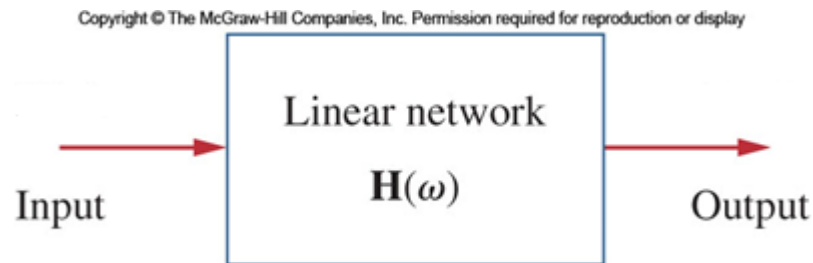 Copyright © The McGraw-Hill Companies, Inc. Permission required for reproduction or display
Linear network
H(ω)
Input
Output